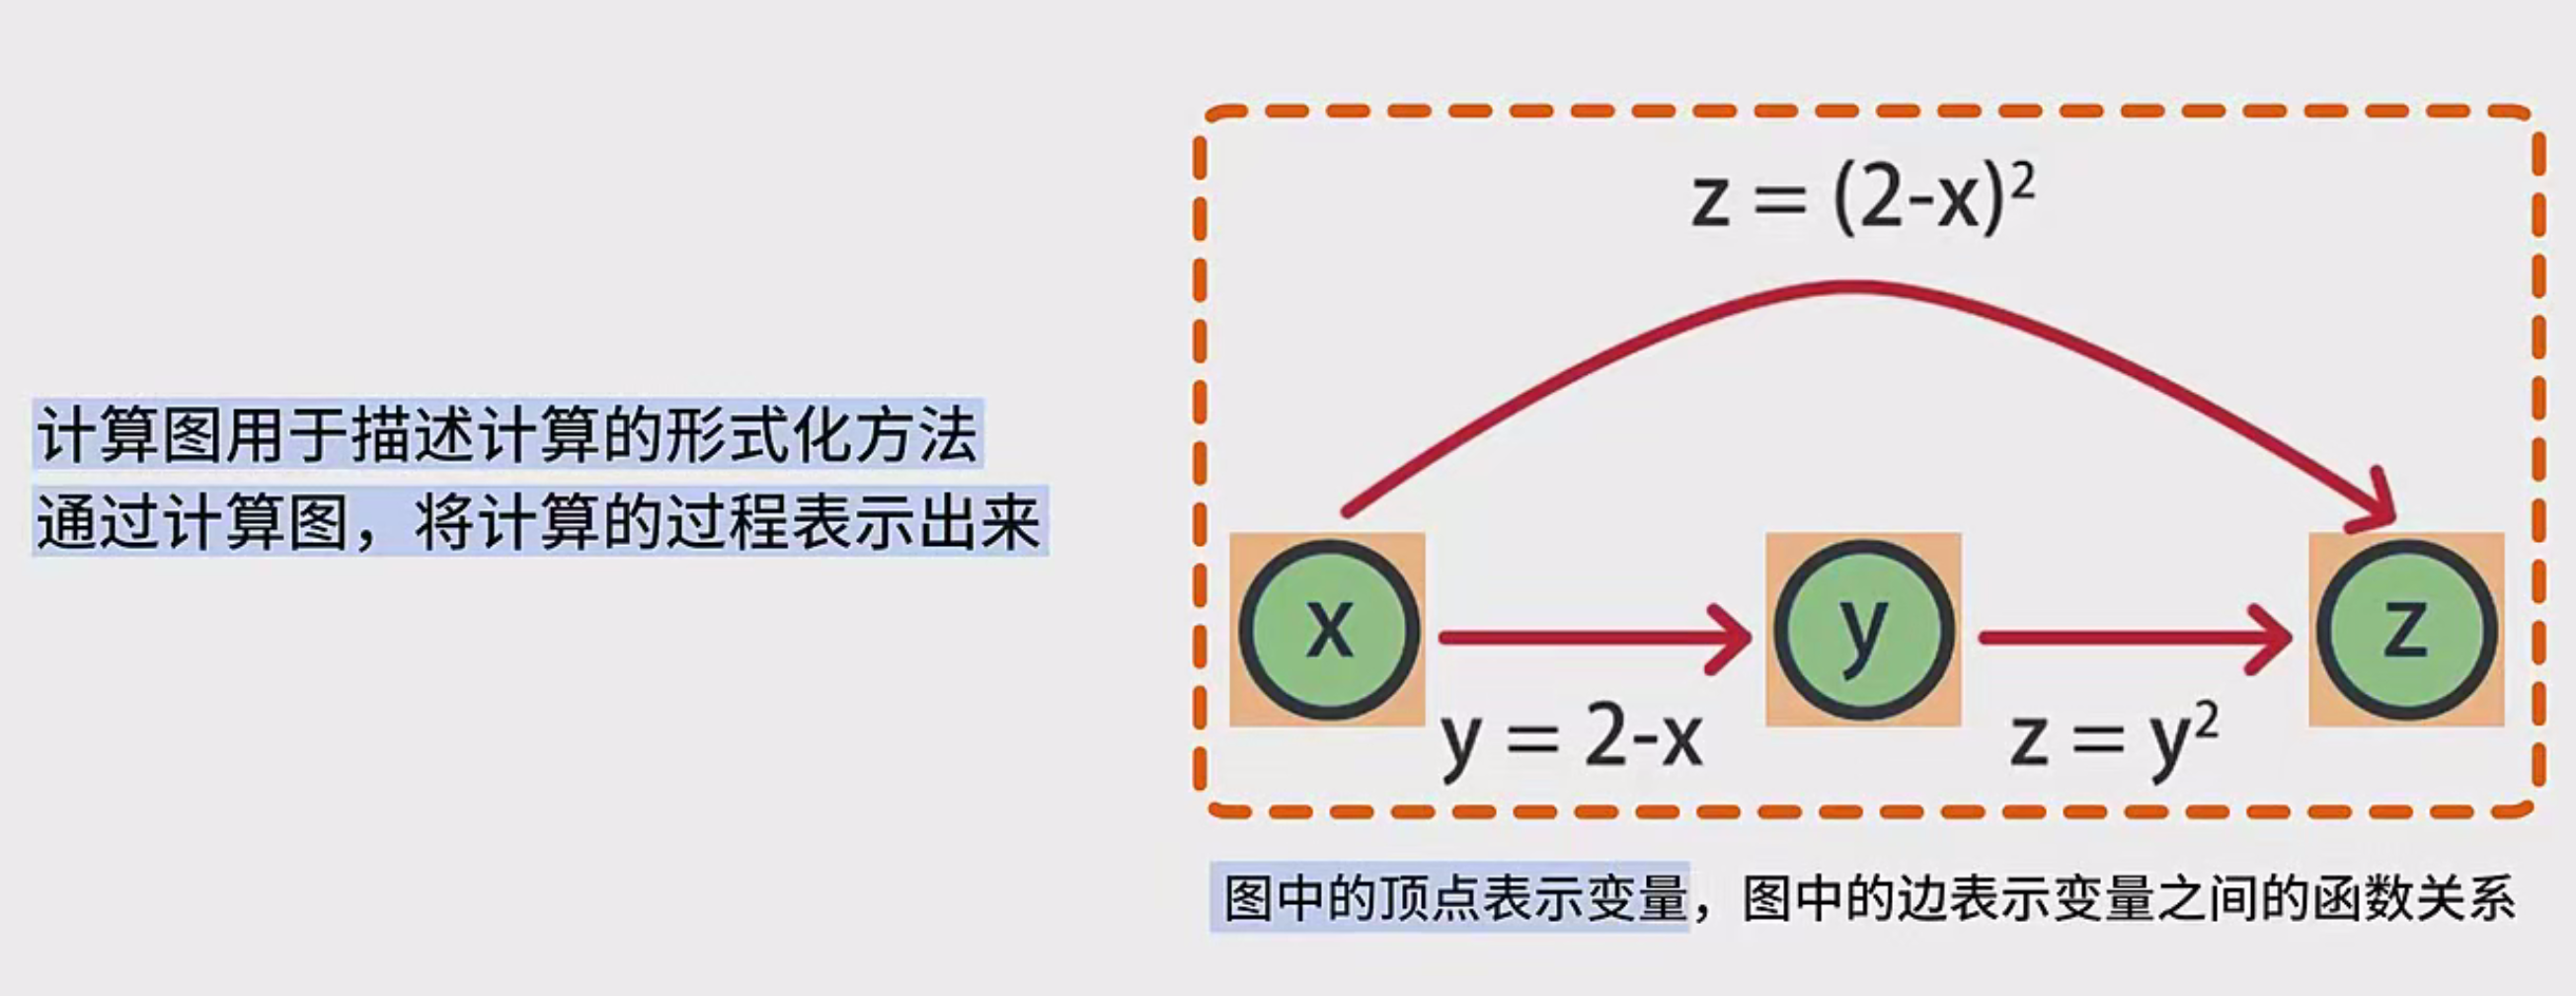 计算图用于描述计算的形式化方法
通过计算图，将计算的过程表示出来
z = (2-x)²
x
y
z
y = 2-x
z = y²
图中的顶点表示变量，图中的边表示变量之间的函数关系